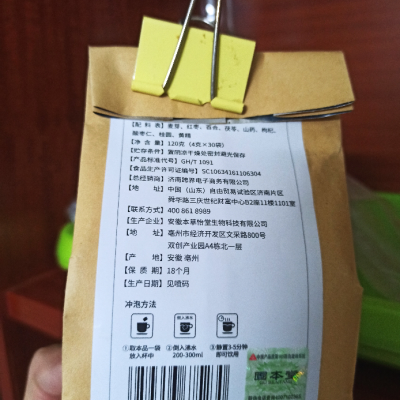 【配 料 表】麦芽、红枣、百合、茯苓、山药、枸杞、
酸枣仁、桂圆、黄精
【净 含 量】120克（4克×30袋）
【贮存条件】置阴凉干燥处密封避光保存
【产品标准代号】GH/T 1091
【食品生产许可证编号】SC10634161106304
【总经销商】济南跨界电子商务有限公司
【地 址】中国（山东）自由贸易试验区济南片区
舜华路三庆世纪财富中心B2座11楼1101室
【联系方式】400 861 8989
【生产企业】安徽本草怡堂生物科技有限公司
【地 址】亳州市经济开发区文采路800号
双创产业园A4栋北一层
【产 地】安徽 亳州
【保 质 期】18个月
【生产日期】见喷码
冲泡方法
①取本品一袋 放入杯中
②倒入沸水 200-300ml
③静置3-5分钟 即可饮用
固本堂